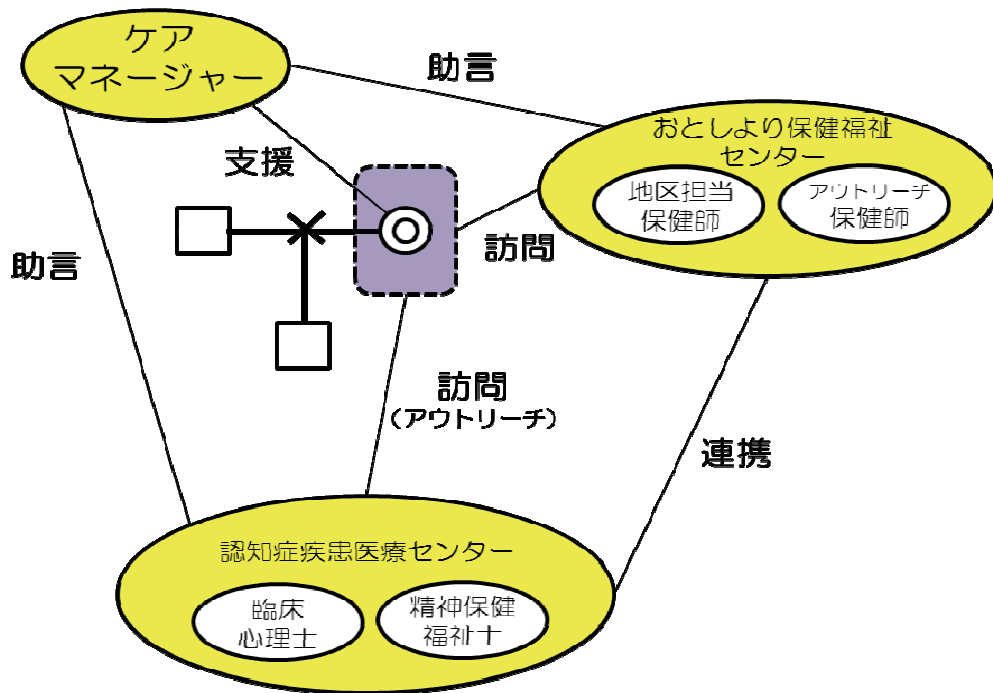 ケア
マネージャー
助言
おとしより保健福祉
センター
地区担当
保健師
アウトリーチ
保健師
支援
訪問
助言
訪問
（アウトリーチ）
連携
認知症疾患医療センター
臨床
心理士
精神保健
福祉士